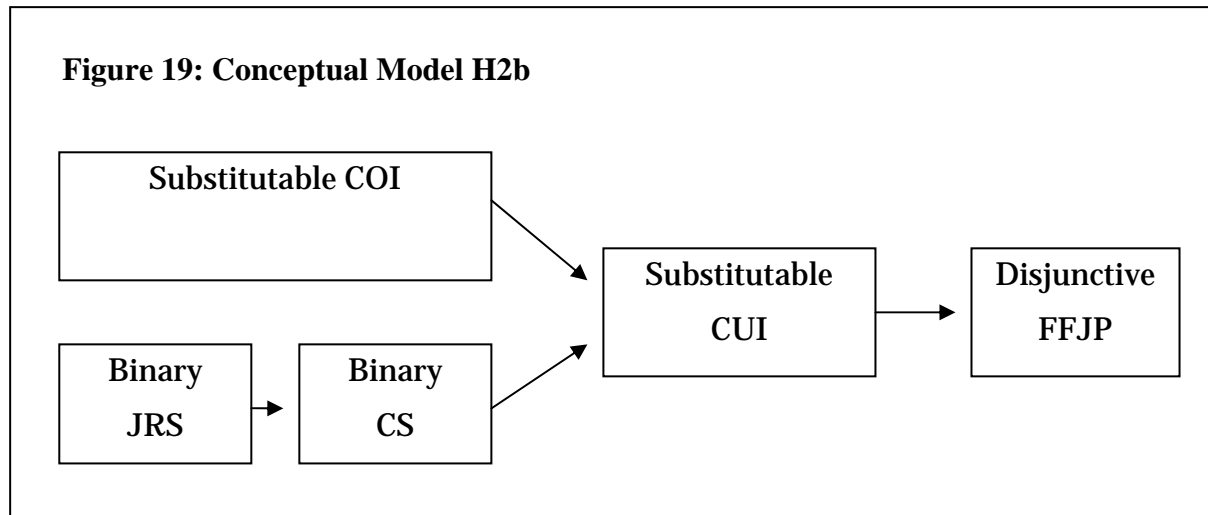 Figure 19: Conceptual Model H2b
Substitutable COI
Substitutable
CUI
Disjunctive
FFJP
Binary
JRS
Binary
CS